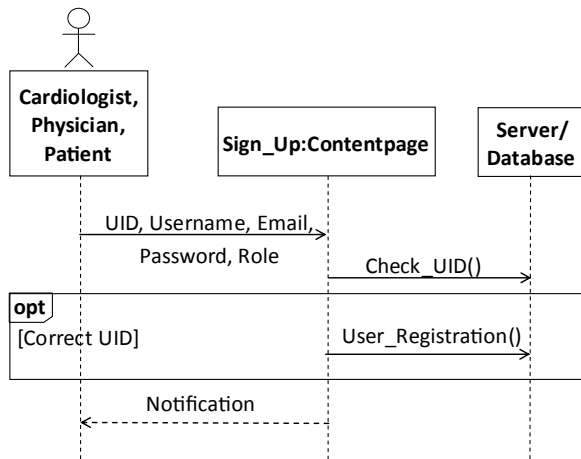 Cardiologist,
Physician,
Patient
Sign_Up:Contentpage
Server/
Database
UID, Username, Email,
Password, Role
Check_UID()
opt
[Correct UID]
User_Registration()
Notification